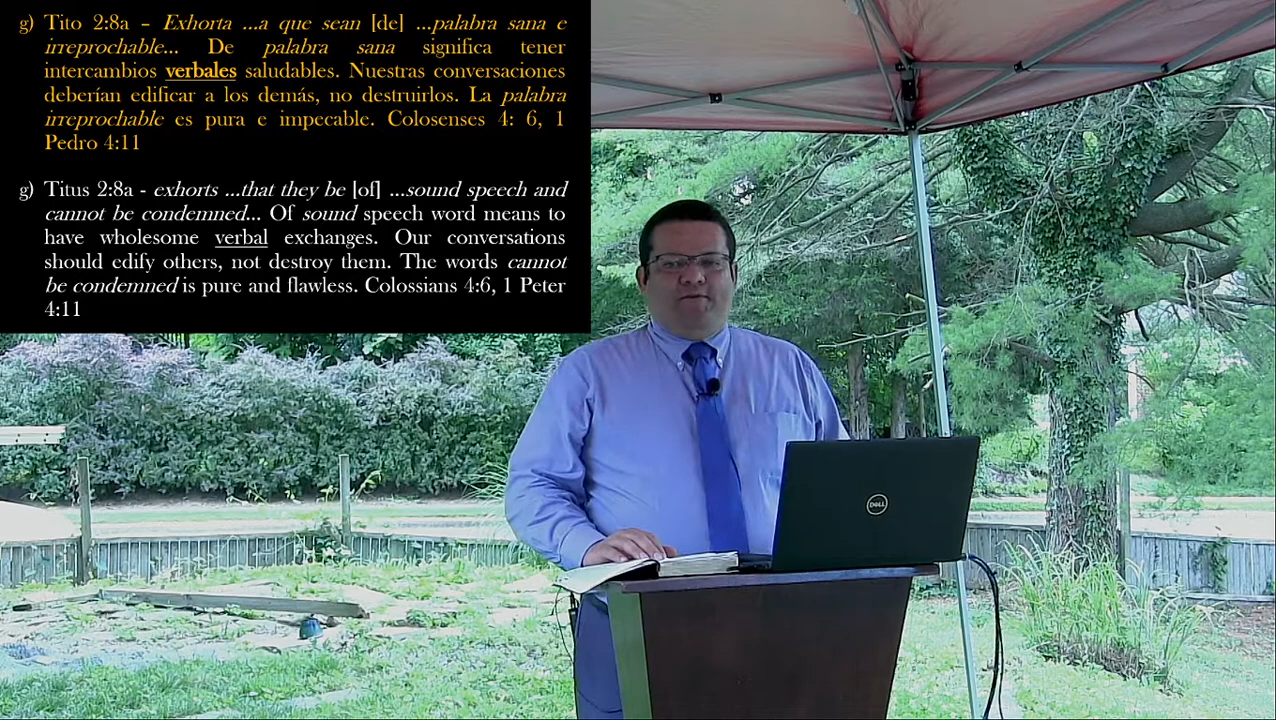 g) Tito 2:8a – Exhorta ...a que sean [de] ...palabra sana e
irreprochable... De palabra sana significa tener
intercambios verbales saludables. Nuestras conversaciones
deberían edificar a los demás, no destruirlos. La palabra
irreprochable es pura e impecable. Colosenses 4: 6, 1
Pedro 4:11
g) Titus 2:8a - exhorts ...that they be [of] ...sound speech and
cannot be condemned... Of sound speech word means to
have wholesome verbal exchanges. Our conversations
should edify others, not destroy them. The words cannot
be condemned is pure and flawless. Colossians 4:6, 1 Peter
4:11
DELL